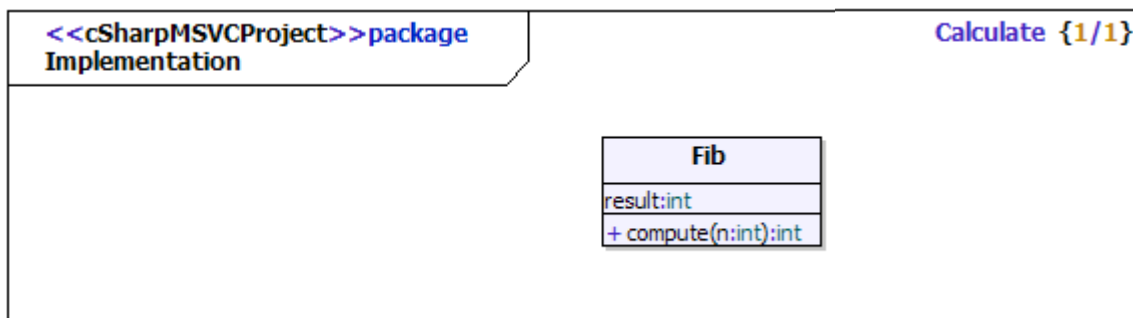 <<cSharpMSVCProject>>package
Implementation
Calculate {1/1}
Fib
result:int
+ compute(n:int):int